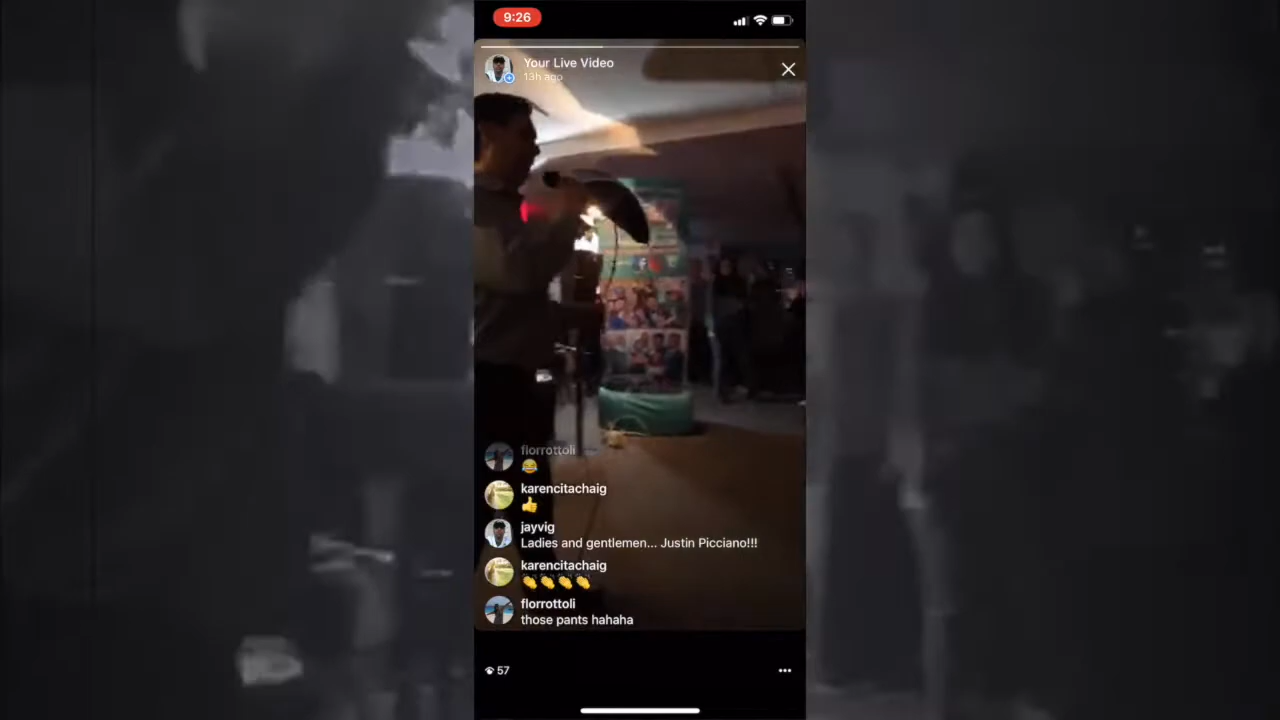 9:26
Your Live Video
13h ago
florrottoli
😂
karencitachaig
👍
jayvig
Ladies and gentlemen... Justin Picciano!!!
karencitachaig
👏👏👏👏
florrottoli
those pants hahaha
57